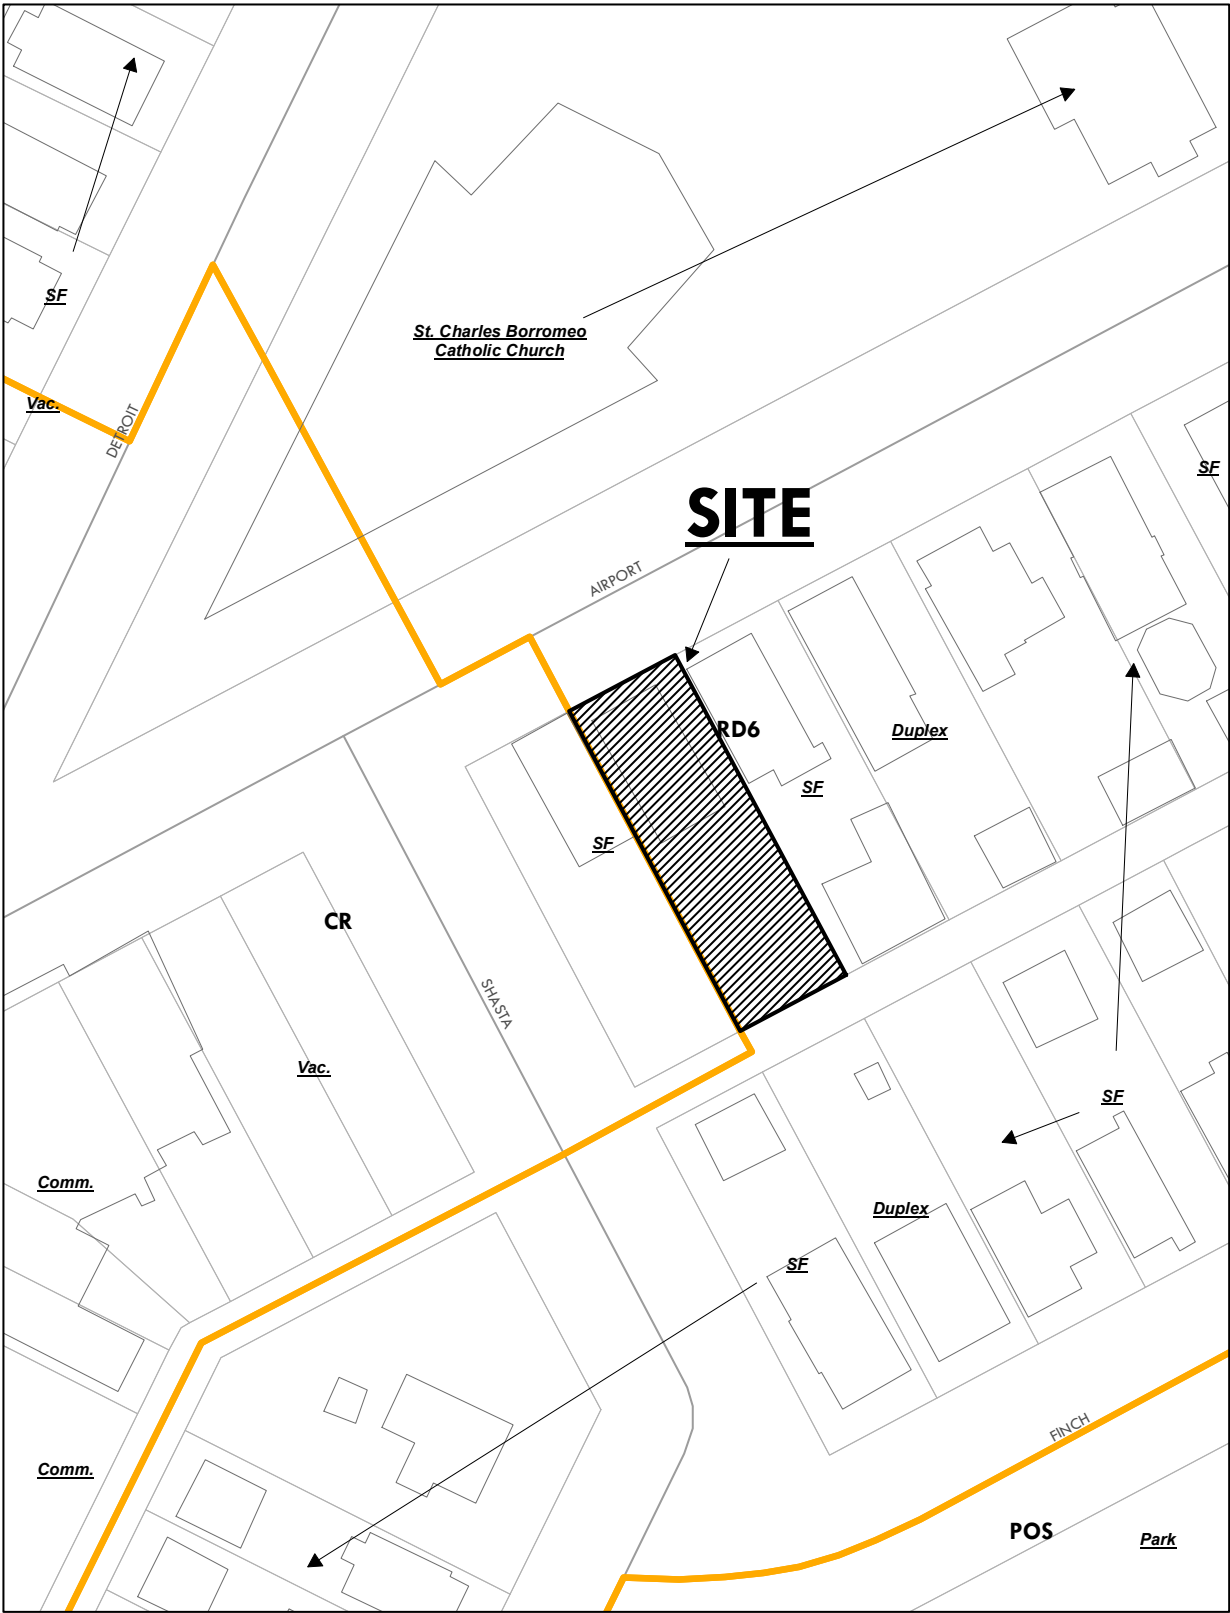 SF
St. Charles Borromeo
Catholic Church
Vac.
DETROIT
SF
SITE
AIRPORT
RD6
Duplex
SF
SF
CR
SHASTA
Vac.
SF
Comm.
Duplex
SF
FINCH
Comm.
POS
Park